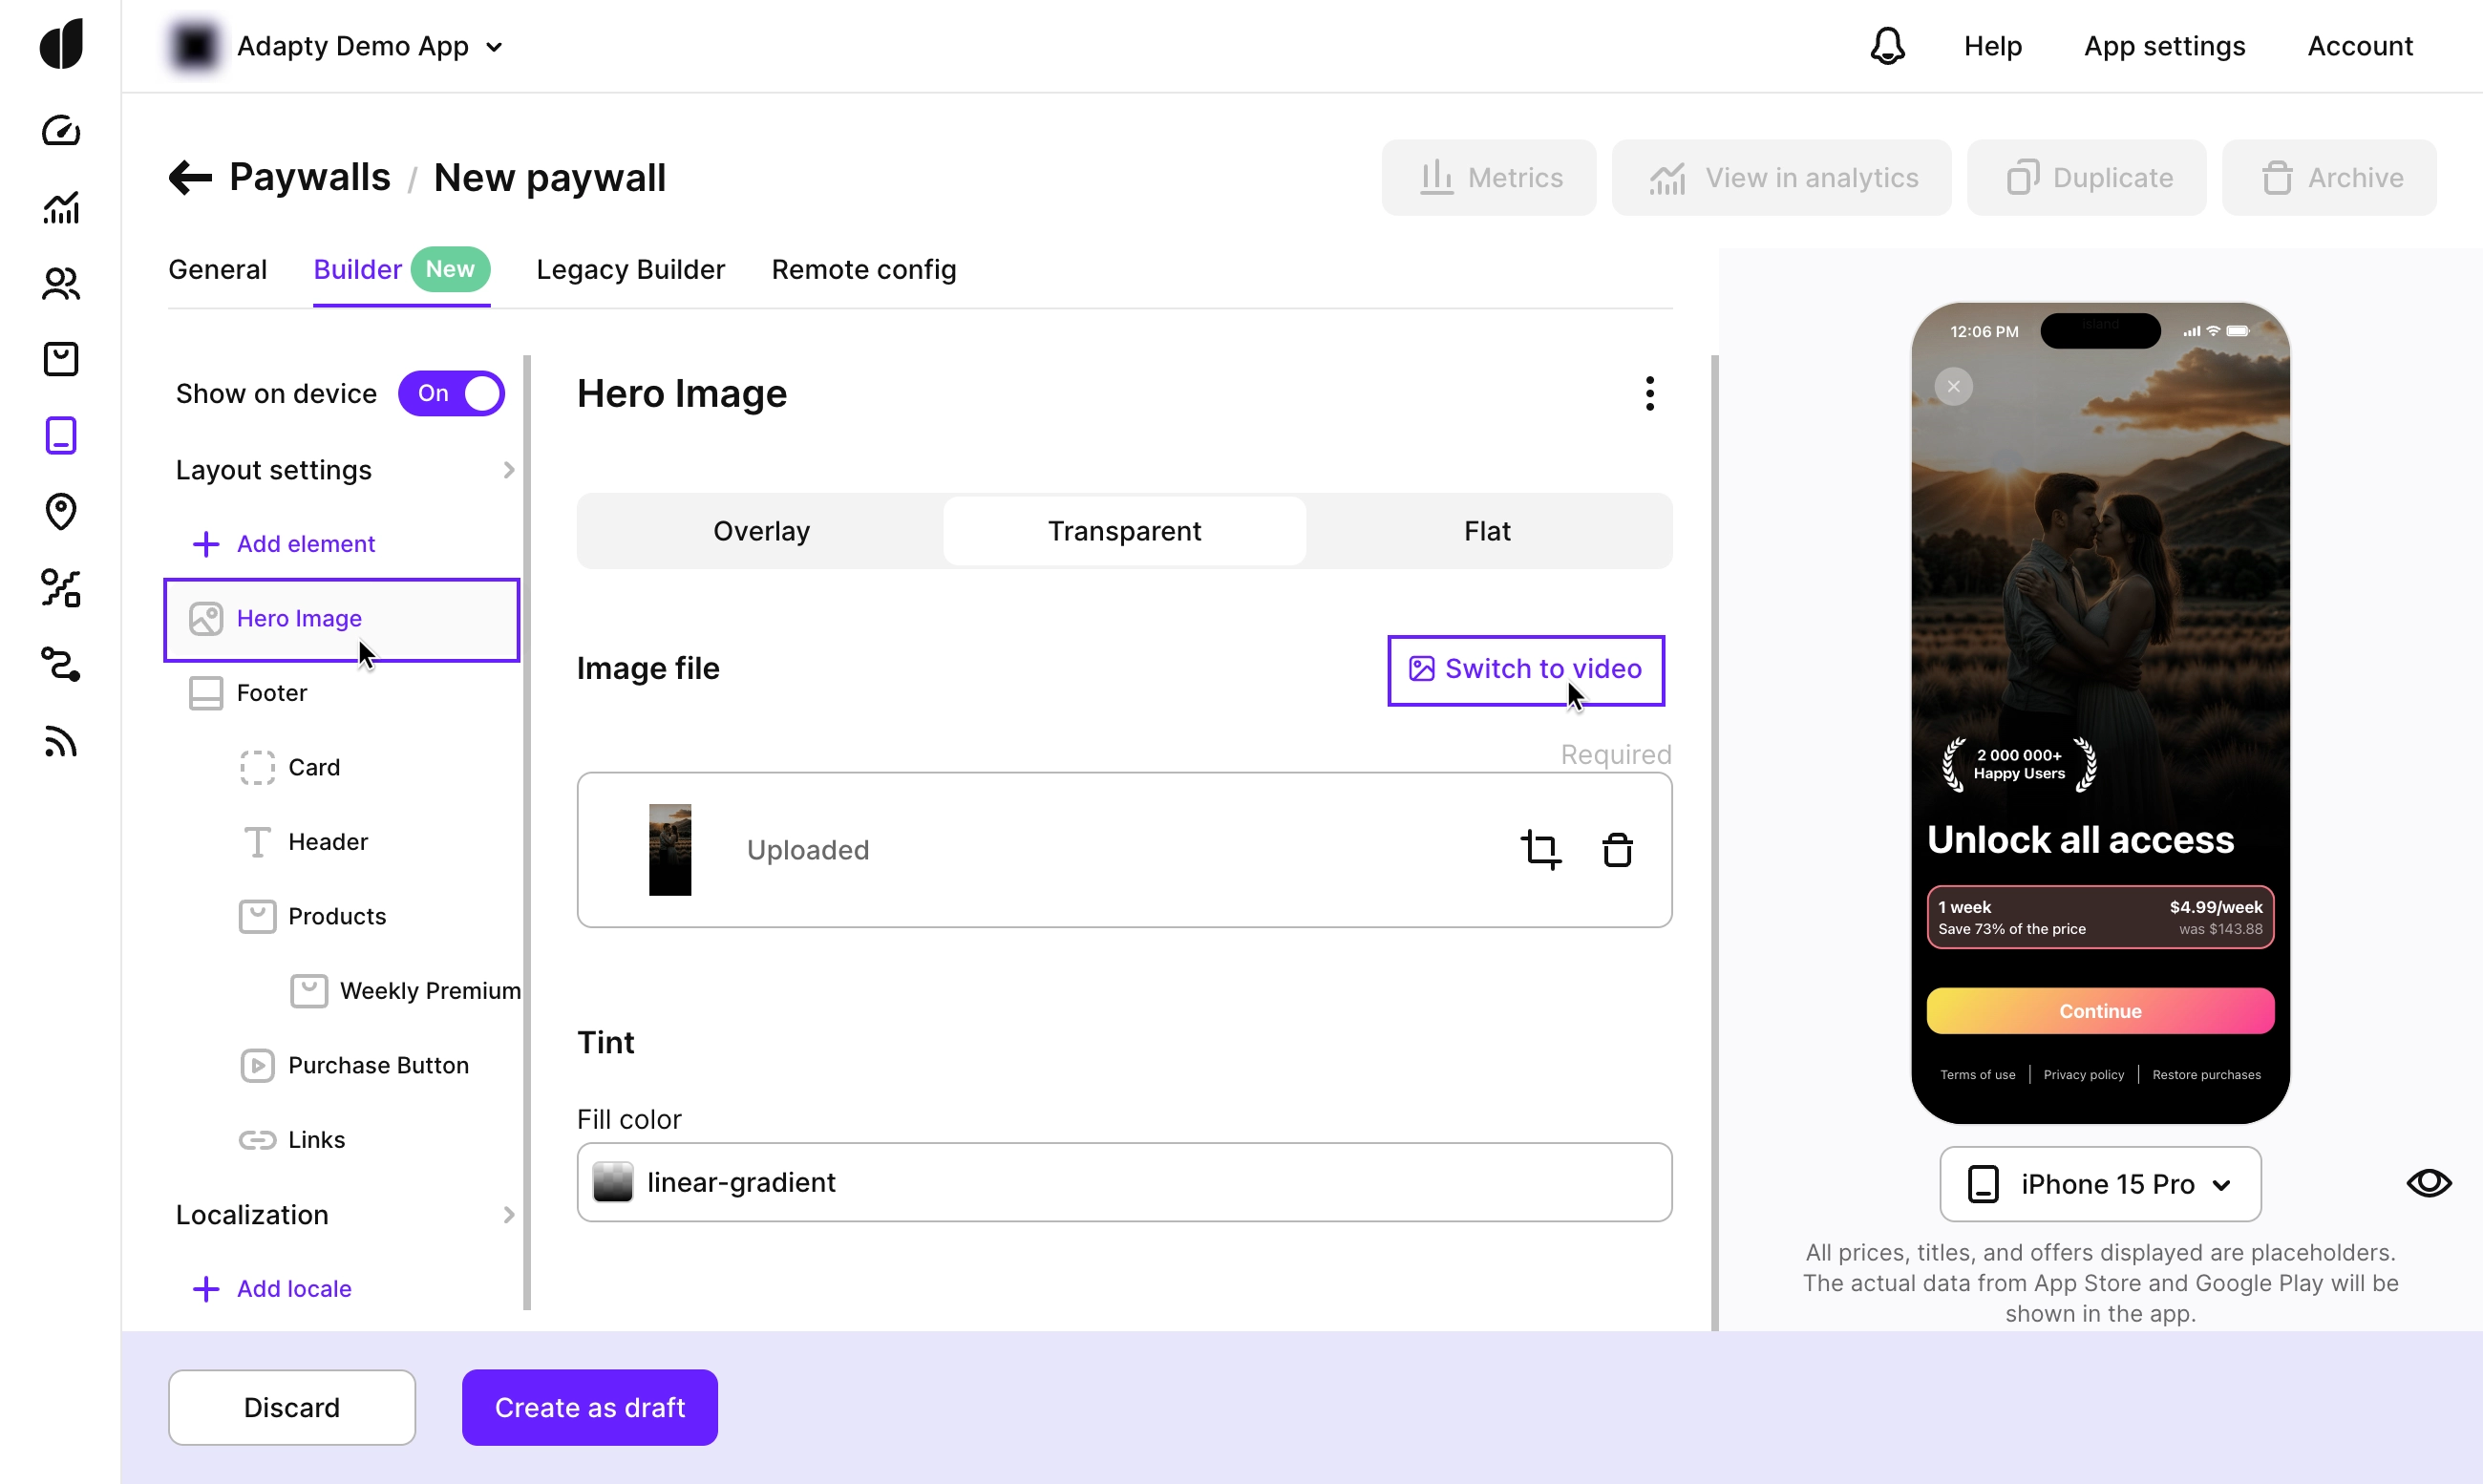 Adapty Demo App
Help
App settings
Account
Paywalls / New paywall
Metrics
View in analytics
Duplicate
Archive
General
Builder New
Legacy Builder
Remote config
Show on device On
Layout settings
Add element
Hero Image
Footer
Card
Header
Products
Weekly Premium
Purchase Button
Links
Localization
Add locale
Hero Image
Overlay
Transparent
Flat
Image file
Switch to video
Required
Uploaded
Tint
Fill color
linear-gradient
12:06 PM
island
2 000 000+
Happy Users
Unlock all access
1 week $4.99/week
Save 73% of the price was $143.88
Continue
Terms of use | Privacy policy | Restore purchases
iPhone 15 Pro
All prices, titles, and offers displayed are placeholders.
The actual data from App Store and Google Play will be
shown in the app.
Discard
Create as draft